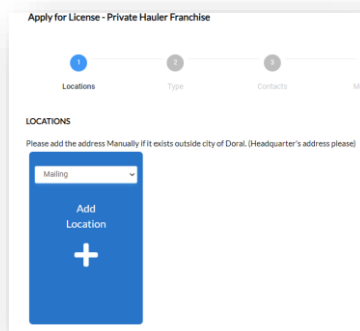 Apply for License - Private Hauler Franchise
1
2
3
Locations
Type
Contacts
LOCATIONS
Please add the address Manually if it exists outside city of Doral. (Headquarter's address please)
Mailing
Add
Location